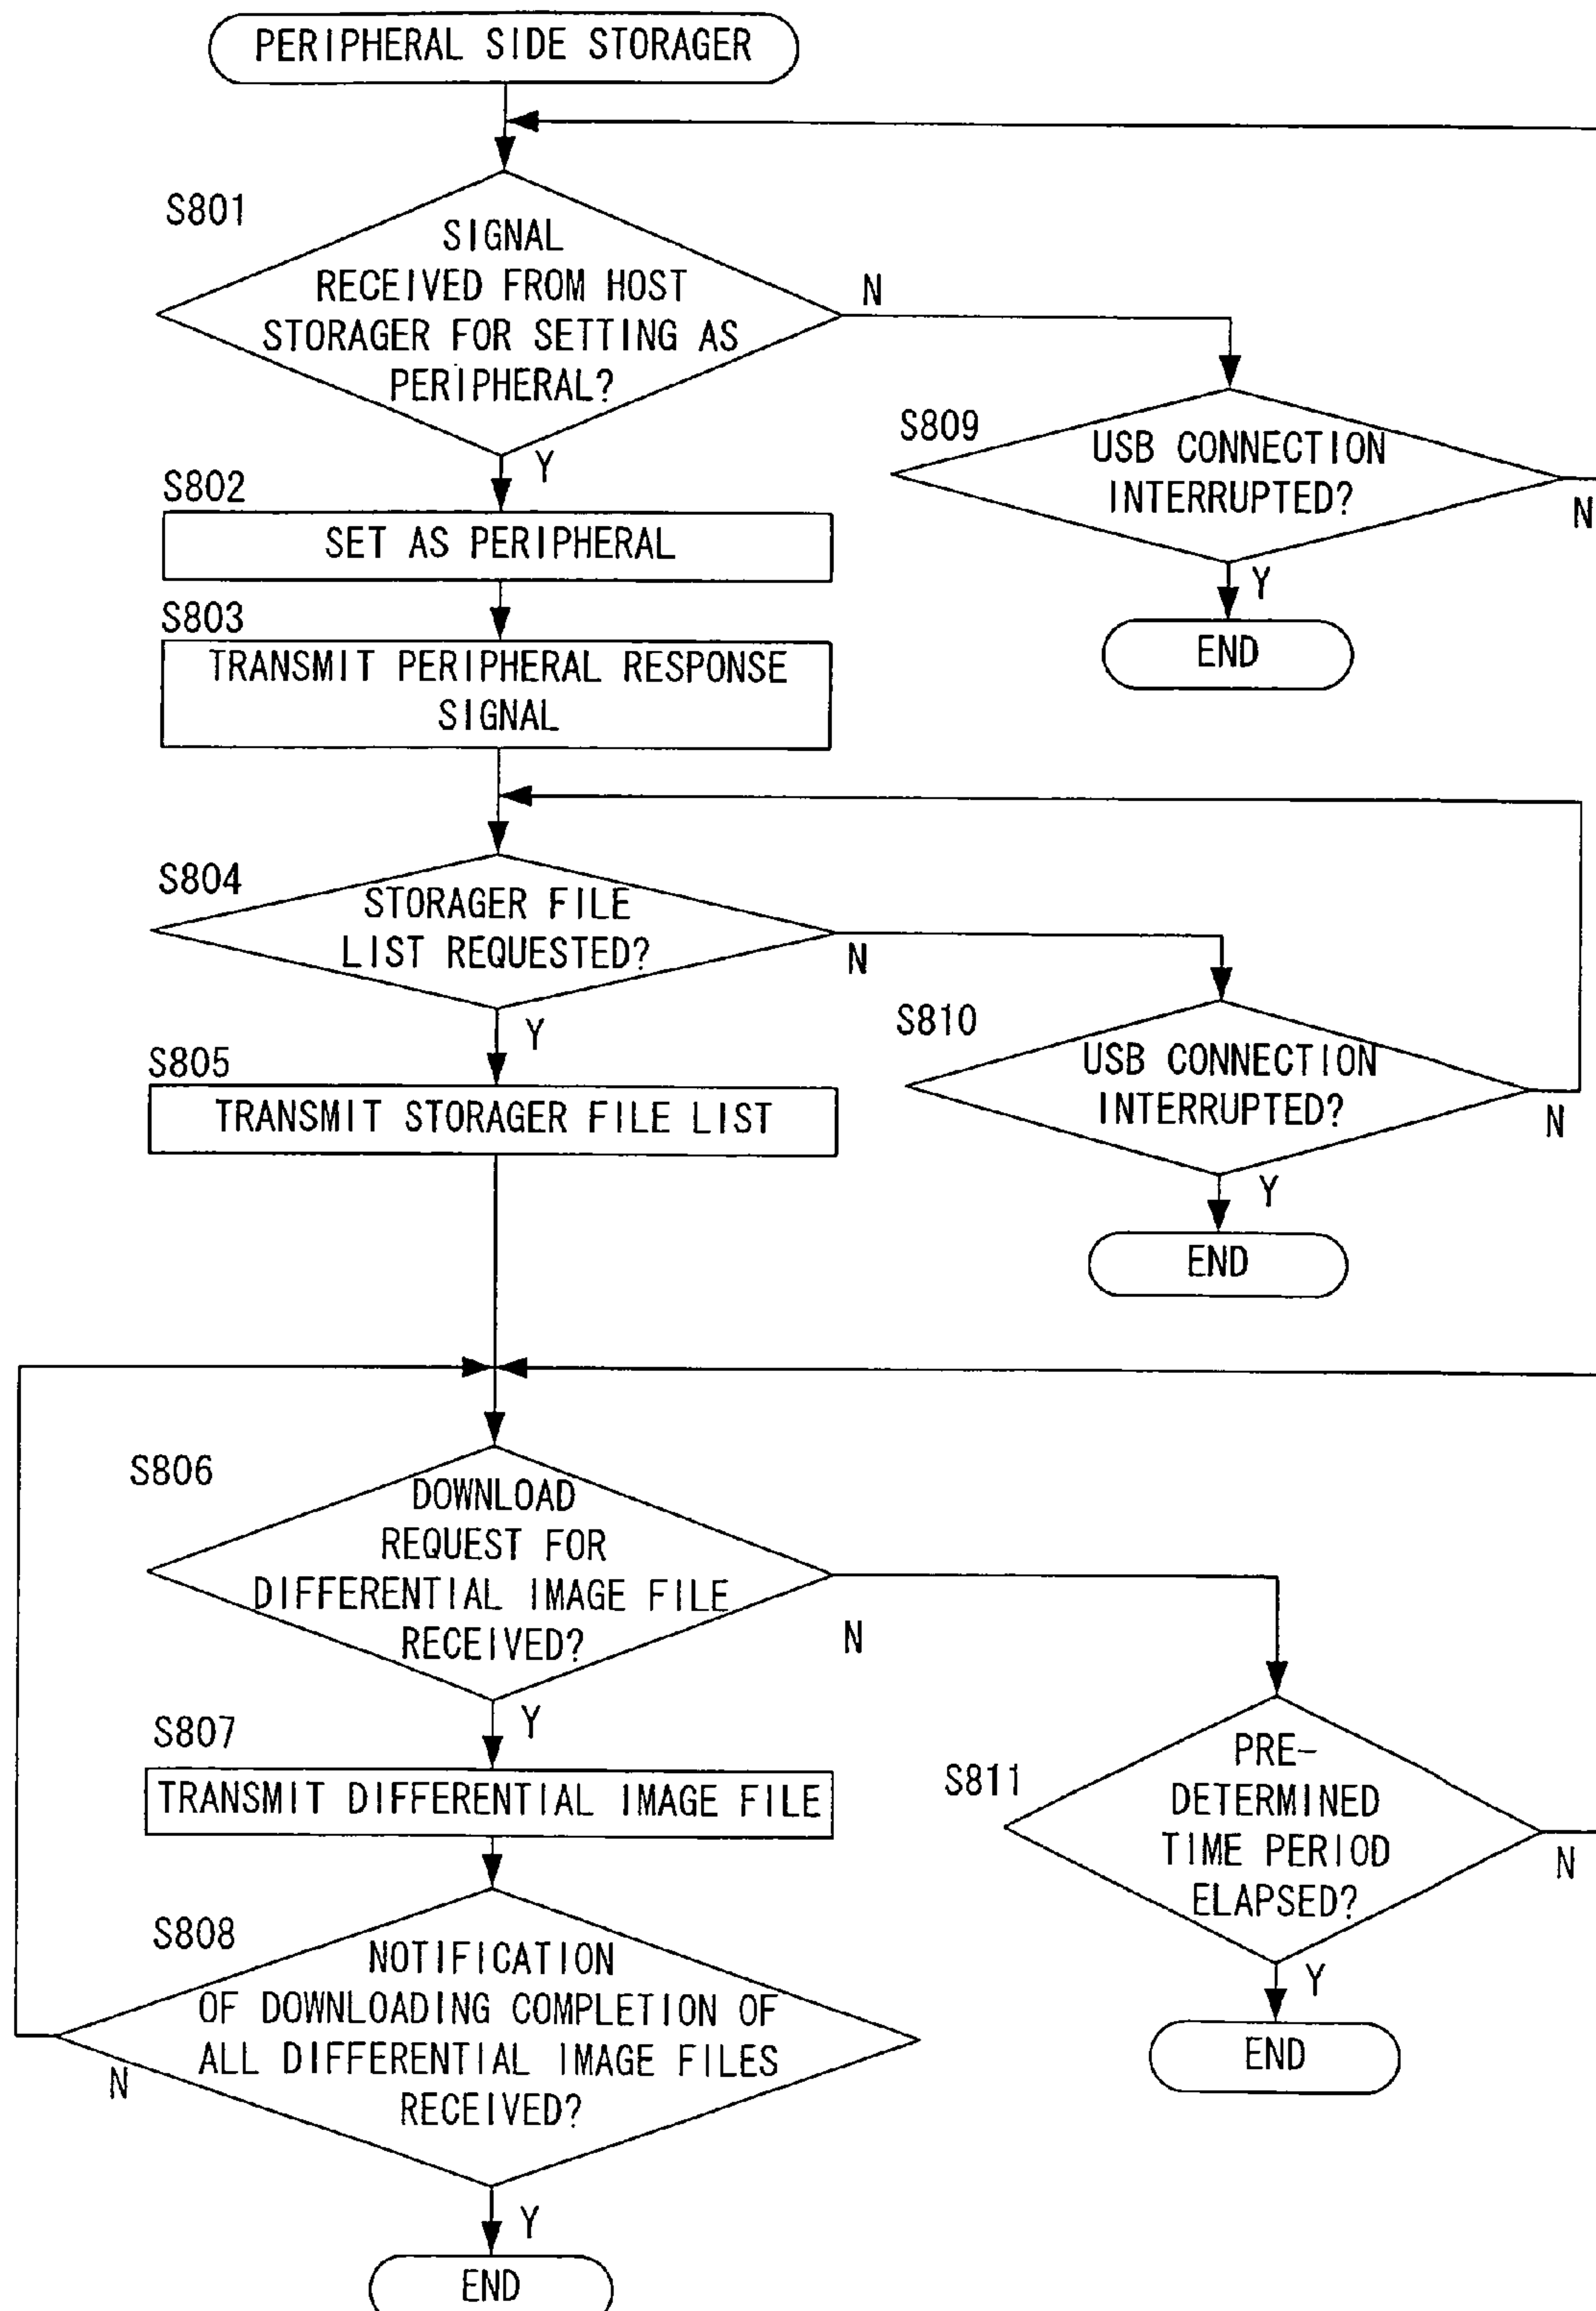 PERIPHERAL SIDE STORAGER
S801
SIGNAL
RECEIVED FROM HOST
STORAGER FOR SETTING AS
PERIPHERAL?
N
Y
S809
USB CONNECTION
INTERRUPTED?
N
Y
END
S802
SET AS PERIPHERAL
S803
TRANSMIT PERIPHERAL RESPONSE
SIGNAL
S804
STORAGER FILE
LIST REQUESTED?
N
Y
S810
USB CONNECTION
INTERRUPTED?
N
Y
END
S805
TRANSMIT STORAGER FILE LIST
S806
DOWNLOAD
REQUEST FOR
DIFFERENTIAL IMAGE FILE
RECEIVED?
N
Y
S811
PRE-
DETERMINED
TIME PERIOD
ELAPSED?
N
Y
END
S807
TRANSMIT DIFFERENTIAL IMAGE FILE
S808
NOTIFICATION
OF DOWNLOADING COMPLETION OF
ALL DIFFERENTIAL IMAGE FILES
RECEIVED?
N
Y
END